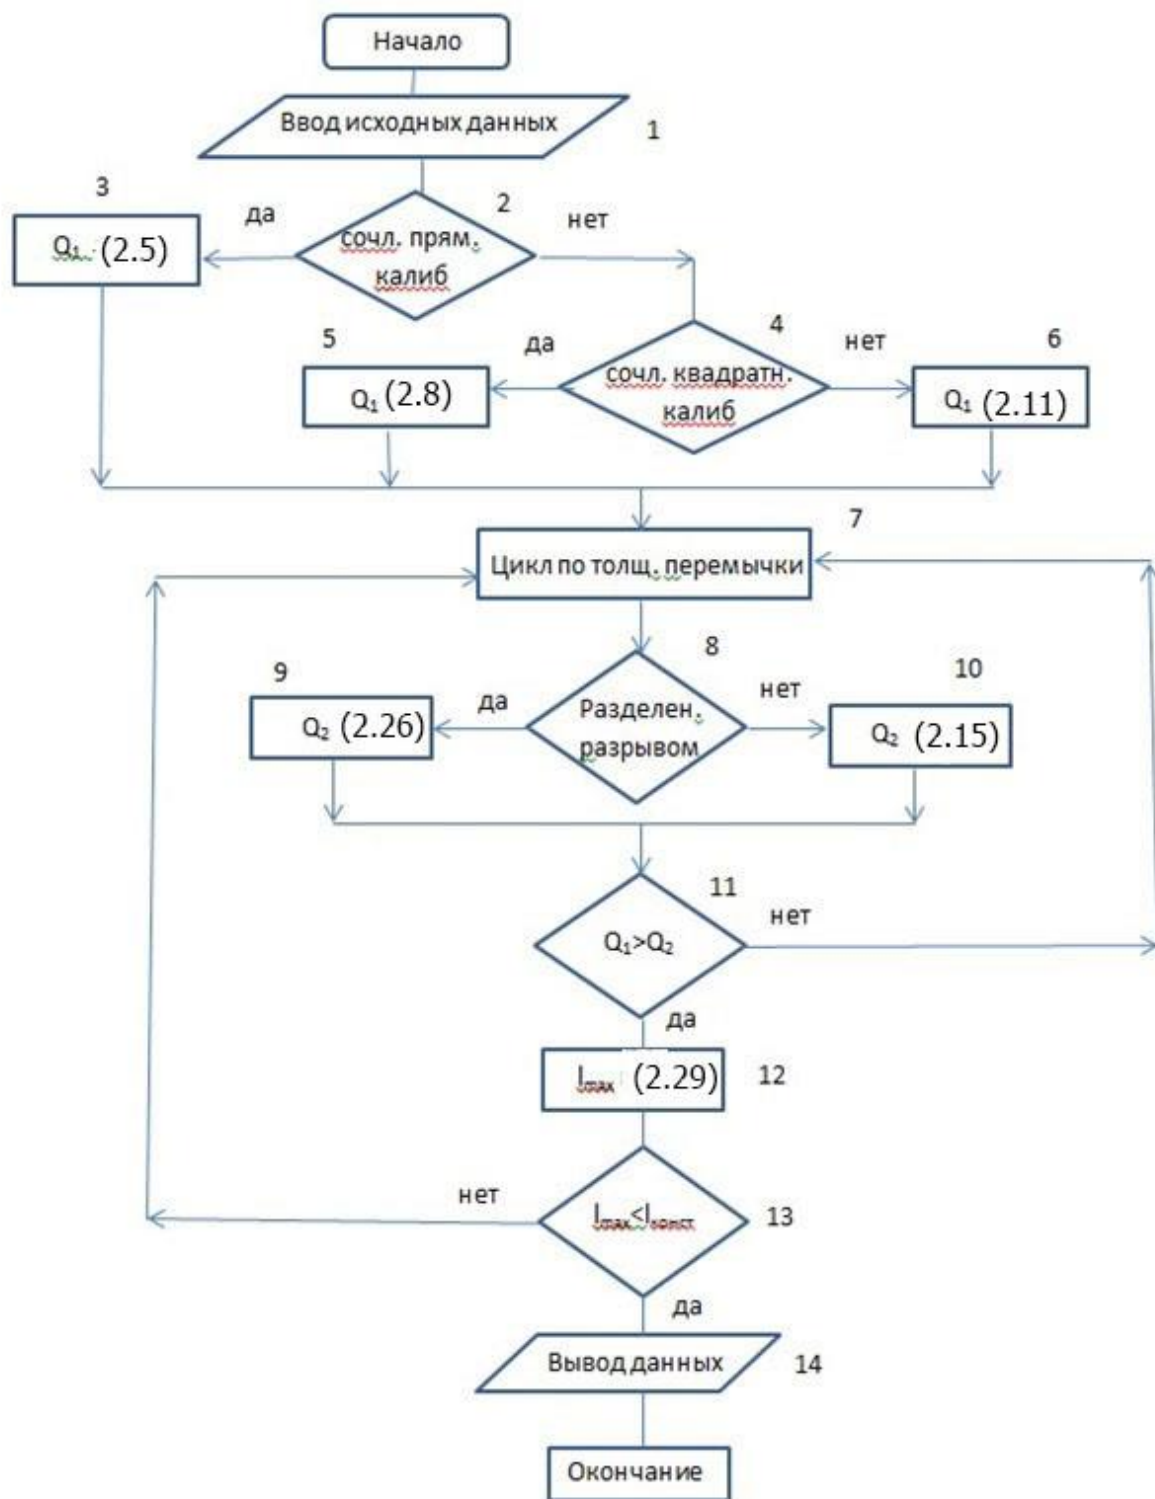 Начало
Ввод исходных данных
1
3
да
2
нет
Q₁ (2.5)
сочл. прям.
калиб
5
да
4
нет
6
Q₁ (2.8)
сочл. квадратн.
калиб
Q₁ (2.11)
7
Цикл по толщ. перемычки
8
9
да
нет
10
Q₂ (2.26)
Разделен.
разрывом
Q₂ (2.15)
11
нет
Q₁>Q₂
да
lmax (2.29)
12
нет
lmax<lконст
13
да
Вывод данных
14
Окончание